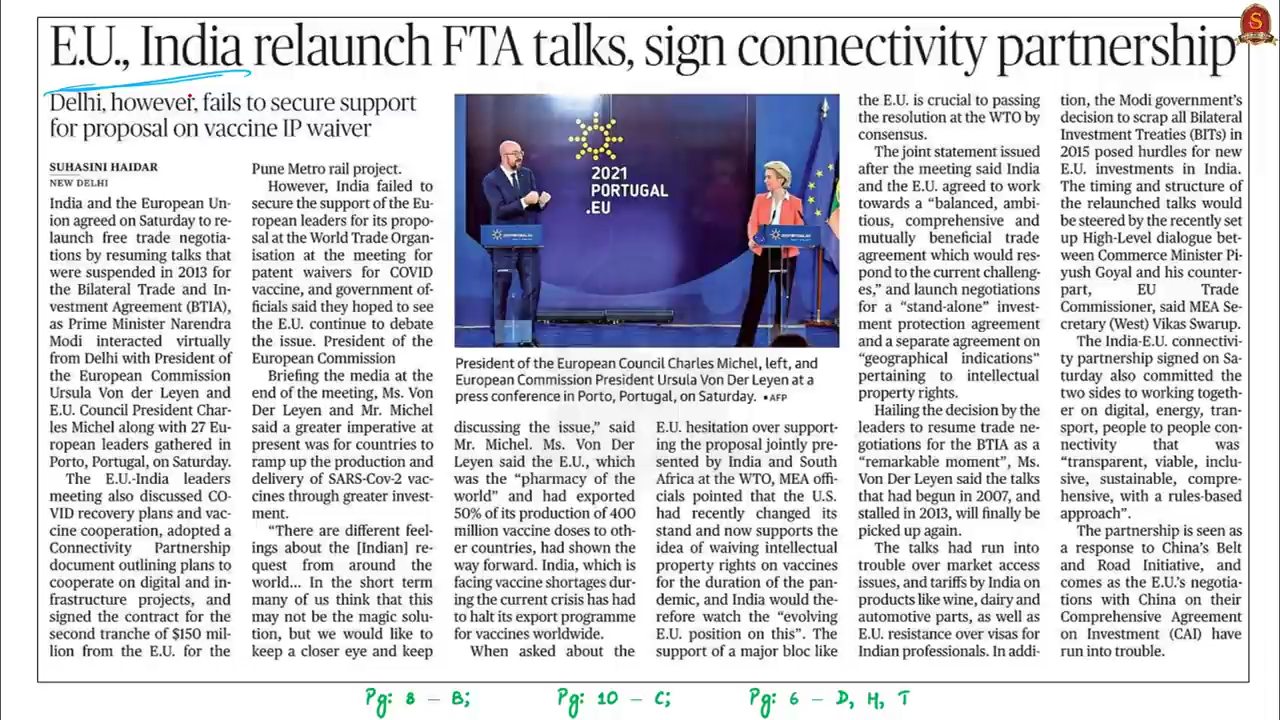 E.U., India relaunch FTA talks, sign connectivity partnership
S
Delhi, however, fails to secure support
for proposal on vaccine IP waiver
SUHASINI HAIDAR
NEW DELHI
India and the European Un-
ion agreed on Saturday to re-
launch free trade negotia-
tions by resuming talks that
were suspended in 2013 for
the Bilateral Trade and In-
vestment Agreement (BTIA),
as Prime Minister Narendra
Modi interacted virtually
from Delhi with President of
the European Commission
Ursula Von der Leyen and
E.U. Council President Char-
les Michel along with 27 Eu-
ropean leaders gathered in
Porto, Portugal, on Saturday.
The E.U.-India leaders
meeting also discussed CO-
VID recovery plans and vac-
cine cooperation, adopted a
Connectivity Partnership
document outlining plans to
cooperate on digital and in-
frastructure projects, and
signed the contract for the
second tranche of $150 mil-
lion from the E.U. for the
Pune Metro rail project.
However, India failed to
secure the support of the Eu-
ropean leaders for its propo-
sal at the World Trade Organ-
isation at the meeting for
patent waivers for COVID
vaccine, and government of-
ficials said they hoped to see
the E.U. continue to debate
the issue. President of the
European Commission
Briefing the media at the
end of the meeting, Ms. Von
Der Leyen and Mr. Michel
said a greater imperative at
present was for countries to
ramp up the production and
delivery of SARS-Cov-2 vac-
cines through greater invest-
ment.
"There are different feel-
ings about the [Indian] re-
quest from around the
world... In the short term
many of us think that this
may not be the magic solu-
tion, but we would like to
keep a closer eye and keep
2021
PORTUGAL
.EU
President of the European Council Charles Michel, left, and
European Commission President Ursula Von Der Leyen at a
press conference in Porto, Portugal, on Saturday. •AFP
discussing the issue," said
Mr. Michel. Ms. Von Der
Leyen said the E.U., which
was the "pharmacy of the
world" and had exported
50% of its production of 400
million vaccine doses to oth-
er countries, had shown the
way forward. India, which is
facing vaccine shortages dur-
ing the current crisis has had
to halt its export programme
for vaccines worldwide.
When asked about the
E.U. hesitation over support-
ing the proposal jointly pre-
sented by India and South
Africa at the WTO, MEA offi-
cials pointed that the U.S.
had recently changed its
stand and now supports the
idea of waiving intellectual
property rights on vaccines
for the duration of the pan-
demic, and India would the-
refore watch the "evolving
E.U. position on this". The
support of a major bloc like
the E.U. is crucial to passing
the resolution at the WTO by
consensus.
The joint statement issued
after the meeting said India
and the E.U. agreed to work
towards a "balanced, ambi-
tious, comprehensive and
mutually beneficial trade
agreement which would res-
pond to the current challeng-
es," and launch negotiations
for a "stand-alone" invest-
ment protection agreement
and a separate agreement on
"geographical indications"
pertaining to intellectual
property rights.
Hailing the decision by the
leaders to resume trade ne-
gotiations for the BTIA as a
"remarkable moment", Ms.
Von Der Leyen said the talks
that had begun in 2007, and
stalled in 2013, will finally be
picked up again.
The talks had run into
trouble over market access
issues, and tariffs by India on
products like wine, dairy and
automotive parts, as well as
E.U. resistance over visas for
Indian professionals. In addi-
tion, the Modi government's
decision to scrap all Bilateral
Investment Treaties (BITs) in
2015 posed hurdles for new
E.U. investments in India.
The timing and structure of
the relaunched talks would
be steered by the recently set
up High-Level dialogue bet-
ween Commerce Minister Pi-
yush Goyal and his counter-
part, EU Trade
Commissioner, said MEA Se-
cretary (West) Vikas Swarup.
The India-E.U. connectivi-
ty partnership signed on Sa-
turday also committed the
two sides to working togeth-
er on digital, energy, tran-
sport, people to people con-
nectivity that was
"transparent, viable, inclu-
sive, sustainable, compre-
hensive, with a rules-based
approach".
The partnership is seen as
a response to China's Belt
and Road Initiative, and
comes as the E.U.'s negotia-
tions with China on their
Comprehensive Agreement
on Investment (CAI) have
run into trouble.
Pg: 8 – B; Pg: 10 – C; Pg: 6 – D, H, T